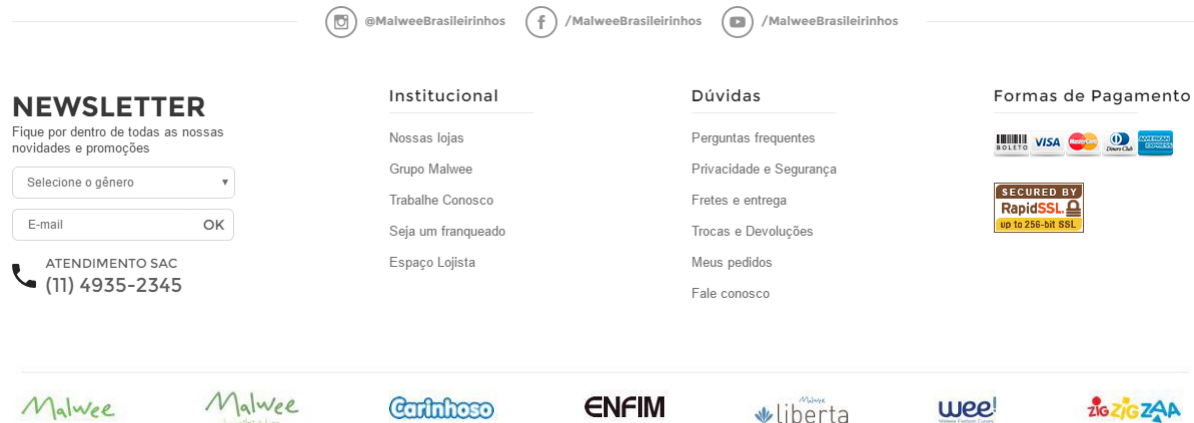 @MalweeBrasileirinhos
/MalweeBrasileirinhos
/MalweeBrasileirinhos
NEWSLETTER
Fique por dentro de todas as nossas
novidades e promoções
Selecione o gênero
E-mail OK
ATENDIMENTO SAC
(11) 4935-2345
Institucional
Nossas lojas
Grupo Malwee
Trabalhe Conosco
Seja um franqueado
Espaço Lojista
Dúvidas
Perguntas frequentes
Privacidade e Segurança
Fretes e entrega
Trocas e Devoluções
Meus pedidos
Fale conosco
Formas de Pagamento
BOLETO
VISA
MasterCard
Diners Club
AMERICAN
EXPRESS
SECURED BY
RapidSSL.
up to 256-bit SSL
Malwee
Malwee
Carinhoso
ENFIM
Malwee
liberta
wee!
ZIG ZIG ZAA